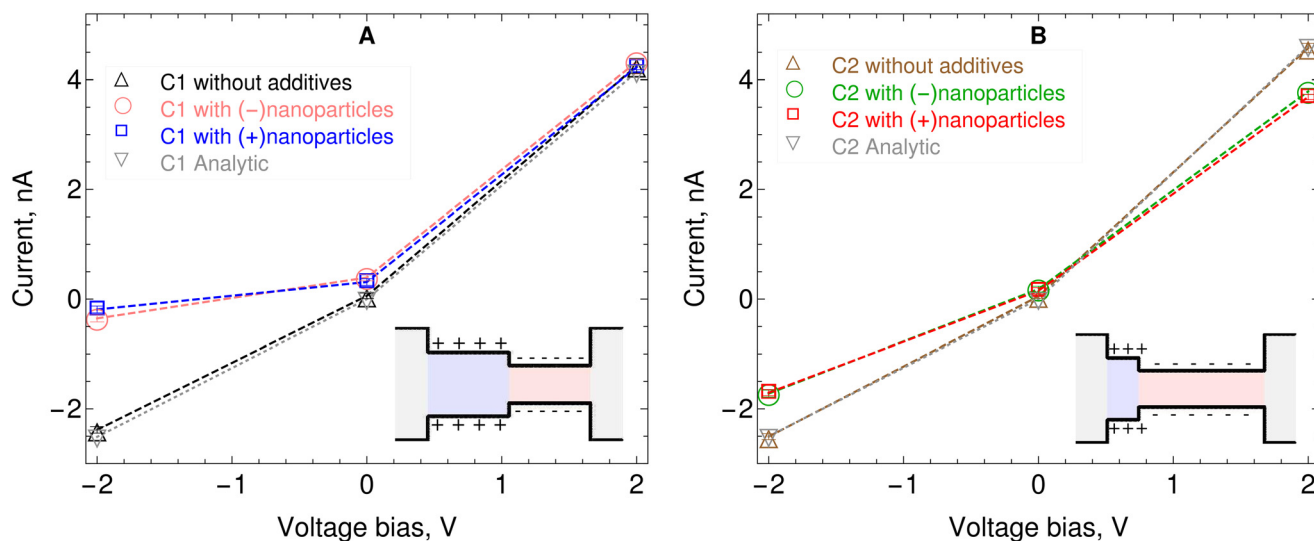 A
C1 without additives
C1 with (−)nanoparticles
C1 with (+)nanoparticles
C1 Analytic
Current, nA
4
2
0
−2
+ + + +
- - - - - - -
- - - - - - -
+ + + +
−2 −1 0 1 2
Voltage bias, V
B
C2 without additives
C2 with (−)nanoparticles
C2 with (+)nanoparticles
C2 Analytic
Current, nA
4
2
0
−2
+++
- - - - -
- - - - -
+++
−2 −1 0 1 2
Voltage bias, V